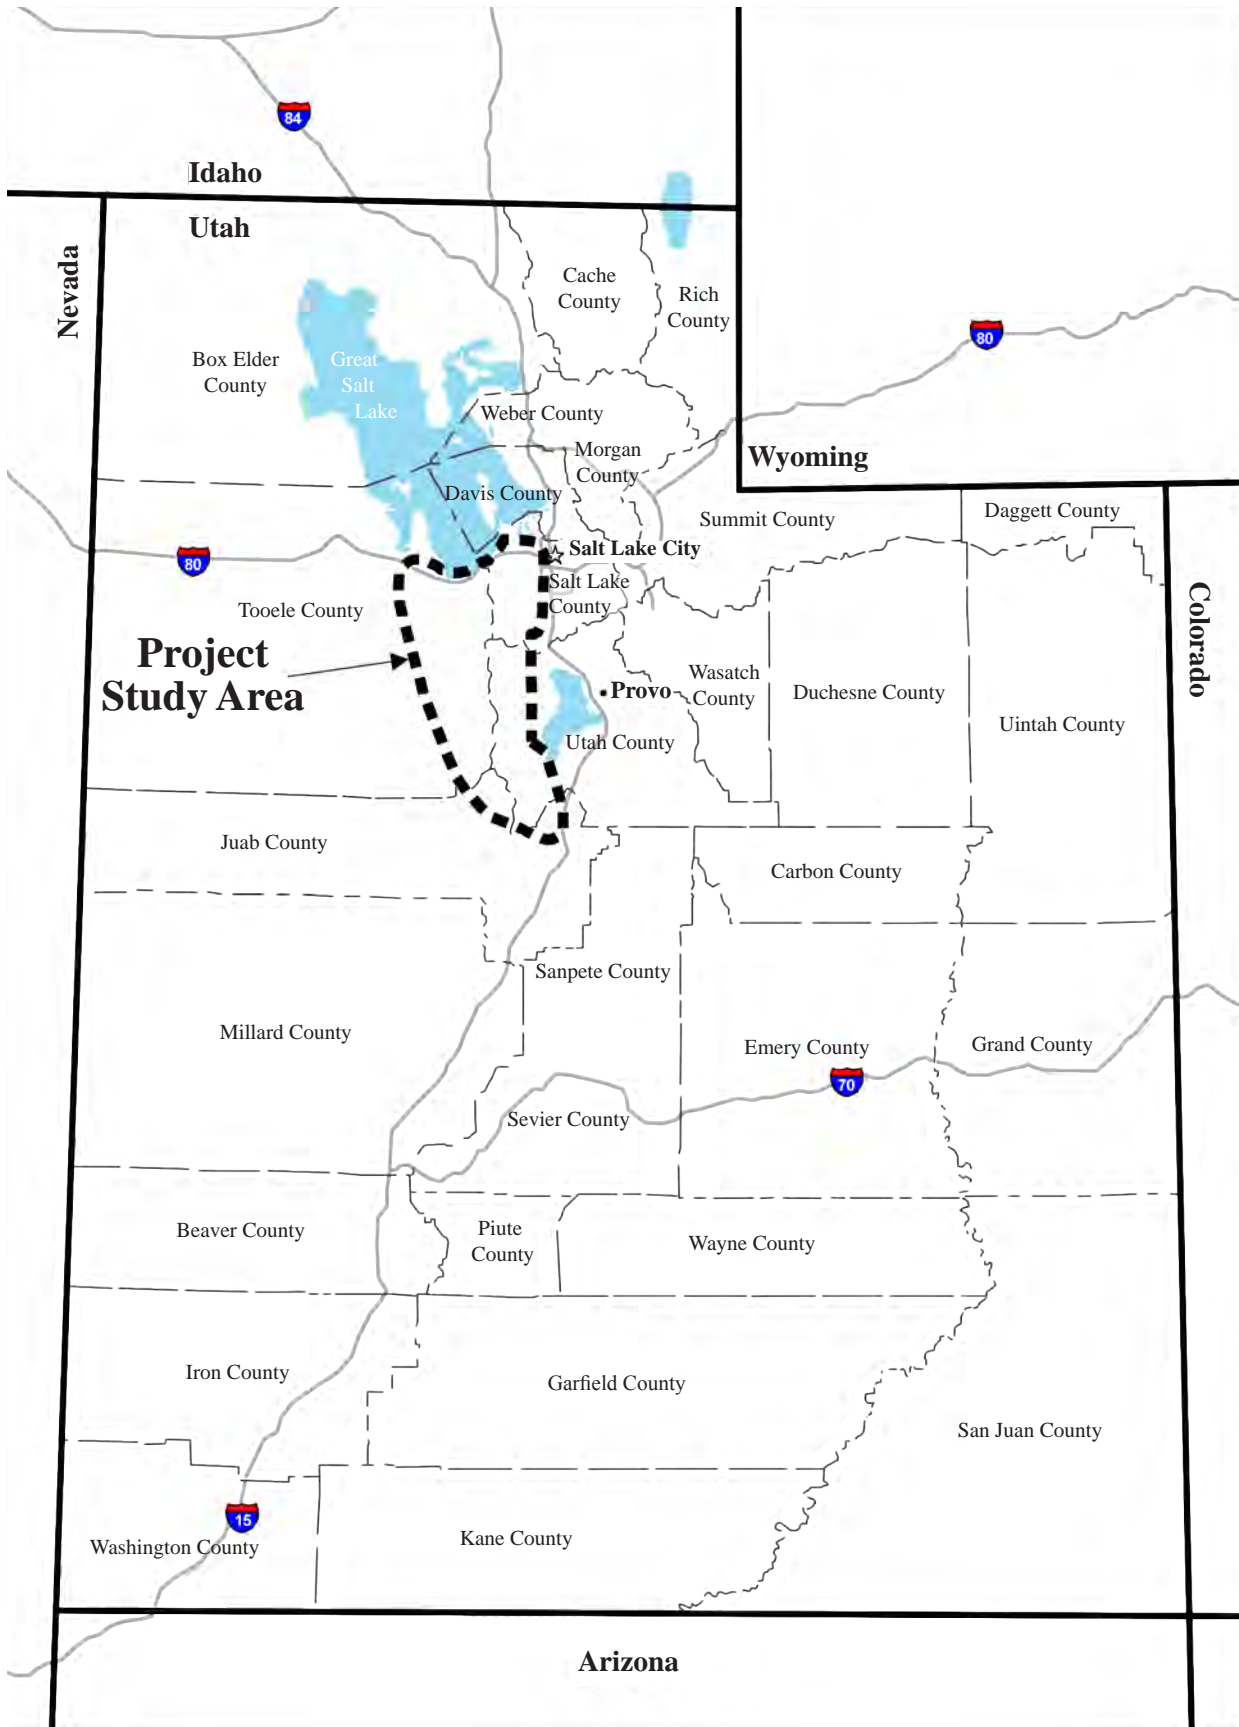 84
Idaho
Utah
Nevada
Cache
County
Rich
County
80
Box Elder
County
Great
Salt
Lake
Weber County
Morgan
County
Wyoming
Davis County
Summit County
Daggett County
Salt Lake City
80
Salt Lake
County
Colorado
Tooele County
Project
Study Area
Wasatch
County
Provo
Duchesne County
Uintah County
Utah County
Juab County
Carbon County
Sanpete County
Millard County
Emery County
Grand County
70
Sevier County
Beaver County
Piute
County
Wayne County
Iron County
Garfield County
San Juan County
15
Washington County
Kane County
Arizona